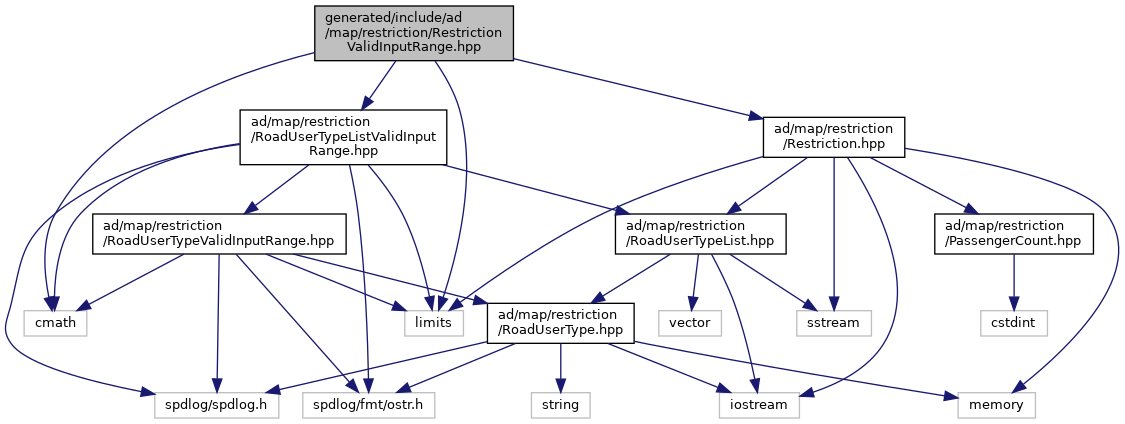 generated/include/ad
/map/restriction/Restriction
ValidInputRange.hpp
ad/map/restriction
/RoadUserTypeListValidInput
Range.hpp
ad/map/restriction
/Restriction.hpp
ad/map/restriction
/RoadUserTypeValidInputRange.hpp
ad/map/restriction
/RoadUserTypeList.hpp
ad/map/restriction
/PassengerCount.hpp
cmath
limits
ad/map/restriction
/RoadUserType.hpp
vector
sstream
cstdint
spdlog/spdlog.h
spdlog/fmt/ostr.h
string
iostream
memory